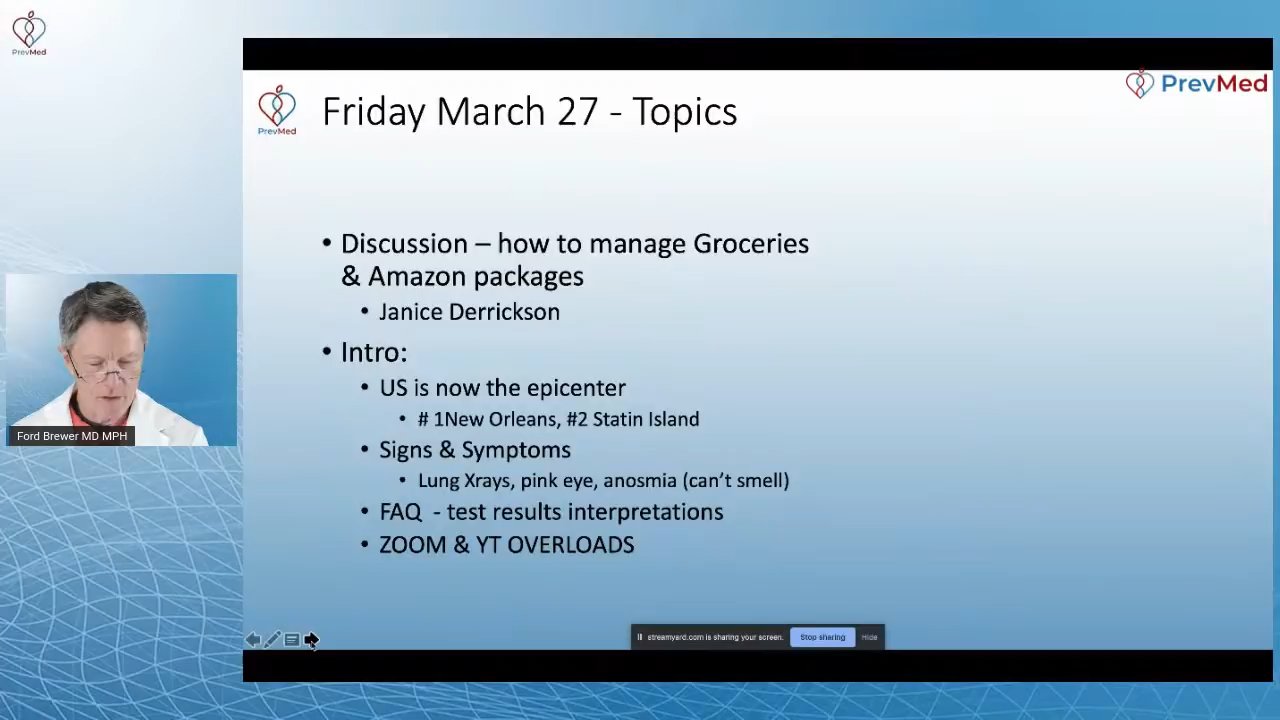 PrevMed
PrevMed
PrevMed
Friday March 27 - Topics
• Discussion – how to manage Groceries
& Amazon packages
• Janice Derrickson
• Intro:
• US is now the epicenter
• # 1New Orleans, #2 Statin Island
• Signs & Symptoms
• Lung Xrays, pink eye, anosmia (can't smell)
• FAQ - test results interpretations
• ZOOM & YT OVERLOADS
Ford Brewer MD MPH
streamyard.com is sharing your screen. Stop sharing Hide